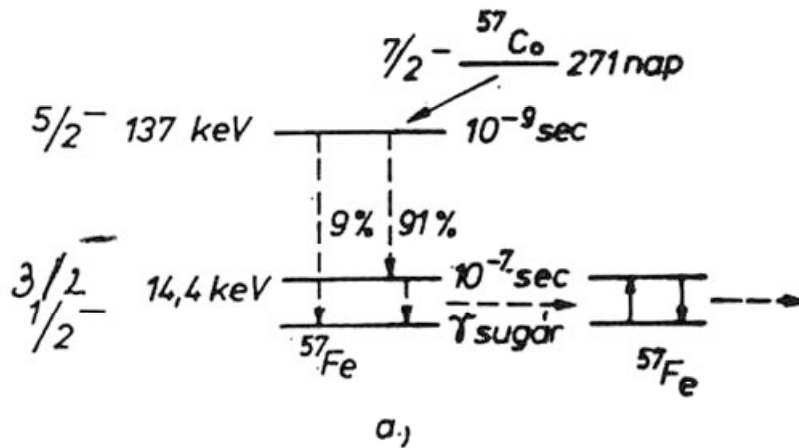 ⁵⁷Co
7/2⁻ 271 nap
5/2⁻ 137 keV 10⁻⁹ sec
9% 91%
3/2⁻ 14,4 keV 10⁻⁷ sec
1/2⁻ γ sugár
⁵⁷Fe ⁵⁷Fe
a.,